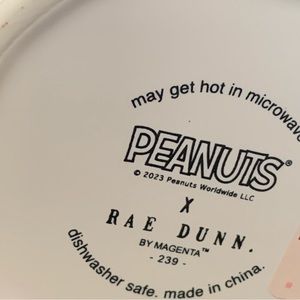 may get hot in microwave
PEANUTS®
© 2023 Peanuts Worldwide LLC
X
RAE DUNN.
BY MAGENTA™
- 239 -
dishwasher safe. made in china.